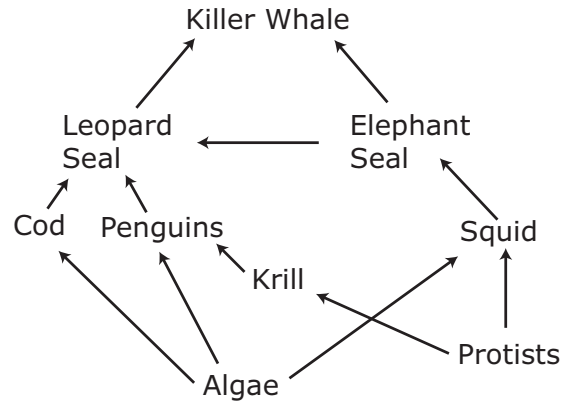 Killer Whale
Leopard
Seal
Elephant
Seal
Cod
Penguins
Squid
Krill
Protists
Algae